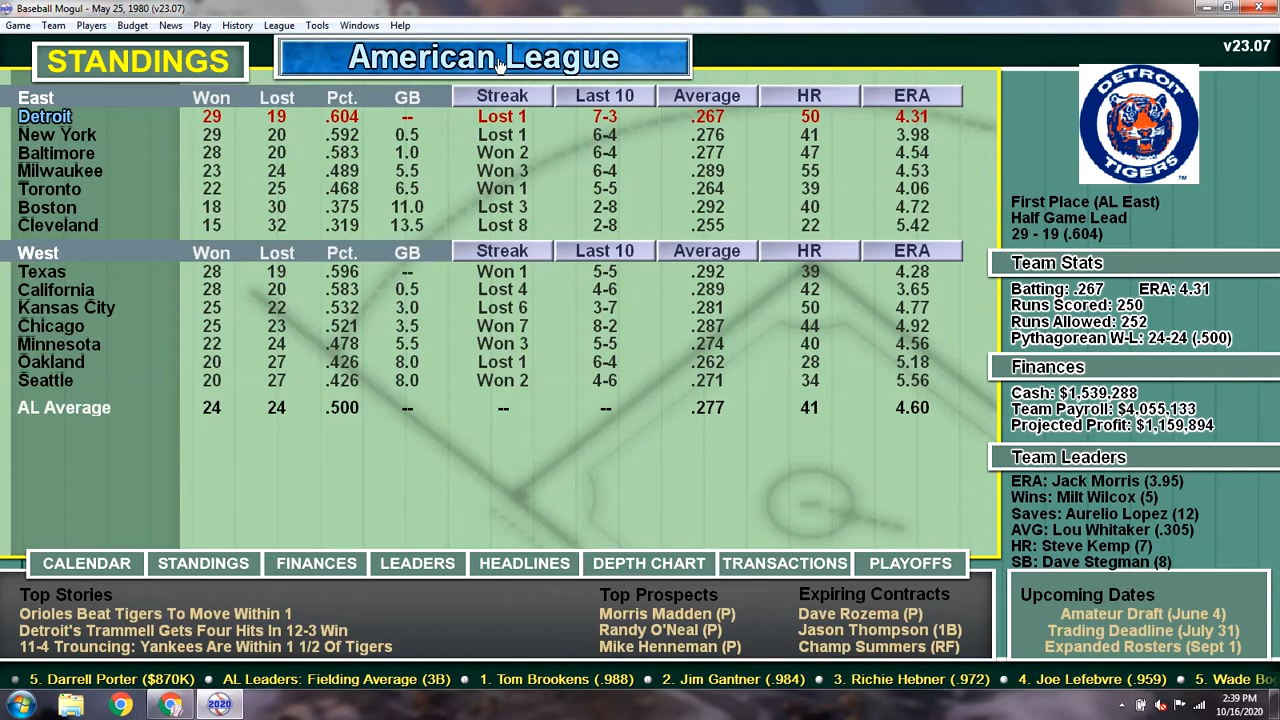 Baseball Mogul - May 25, 1980 (v23.07)
Game Team Players Budget News Play History League Tools Windows Help
STANDINGS American League v23.07
East Won Lost Pct. GB Streak Last 10 Average HR ERA
Detroit 29 19 .604 -- Lost 1 7-3 .267 50 4.31
New York 29 20 .592 0.5 Lost 1 6-4 .276 41 3.98
Baltimore 28 20 .583 1.0 Won 2 6-4 .277 47 4.54
Milwaukee 23 24 .489 5.5 Won 3 6-4 .289 55 4.53
Toronto 22 25 .468 6.5 Won 1 5-5 .264 39 4.06
Boston 18 30 .375 11.0 Lost 3 2-8 .292 40 4.72
Cleveland 15 32 .319 13.5 Lost 8 2-8 .255 22 5.42
West Won Lost Pct. GB Streak Last 10 Average HR ERA
Texas 28 19 .596 -- Won 1 5-5 .292 39 4.28
California 28 20 .583 0.5 Lost 4 4-6 .289 42 3.65
Kansas City 25 22 .532 3.0 Lost 6 3-7 .281 50 4.77
Chicago 25 23 .521 3.5 Won 7 8-2 .287 44 4.92
Minnesota 22 24 .478 5.5 Won 3 5-5 .274 40 4.56
Oakland 20 27 .426 8.0 Lost 1 6-4 .262 28 5.18
Seattle 20 27 .426 8.0 Won 2 4-6 .271 34 5.56
AL Average 24 24 .500 -- -- -- .277 41 4.60
DETROIT
TIGERS
First Place (AL East)
Half Game Lead
29 - 19 (.604)
Team Stats
Batting: .267 ERA: 4.31
Runs Scored: 250
Runs Allowed: 252
Pythagorean W-L: 24-24 (.500)
Finances
Cash: $1,539,288
Team Payroll: $4,055,133
Projected Profit: $1,159,894
Team Leaders
ERA: Jack Morris (3.95)
Wins: Milt Wilcox (5)
Saves: Aurelio Lopez (12)
AVG: Lou Whitaker (.305)
HR: Steve Kemp (7)
SB: Dave Stegman (8)
CALENDAR STANDINGS FINANCES LEADERS HEADLINES DEPTH CHART TRANSACTIONS PLAYOFFS
Top Stories
Orioles Beat Tigers To Move Within 1
Detroit's Trammell Gets Four Hits In 12-3 Win
11-4 Trouncing: Yankees Are Within 1 1/2 Of Tigers
Top Prospects
Morris Madden (P)
Randy O'Neal (P)
Mike Henneman (P)
Expiring Contracts
Dave Rozema (P)
Jason Thompson (1B)
Champ Summers (RF)
Upcoming Dates
Amateur Draft (June 4)
Trading Deadline (July 31)
Expanded Rosters (Sept 1)
5. Darrell Porter ($870K) AL Leaders: Fielding Average (3B) 1. Tom Brookens (.988) 2. Jim Gantner (.984) 3. Richie Hebner (.972) 4. Joe Lefebvre (.959) 5. Wade Bo
2020
2:39 PM
10/16/2020